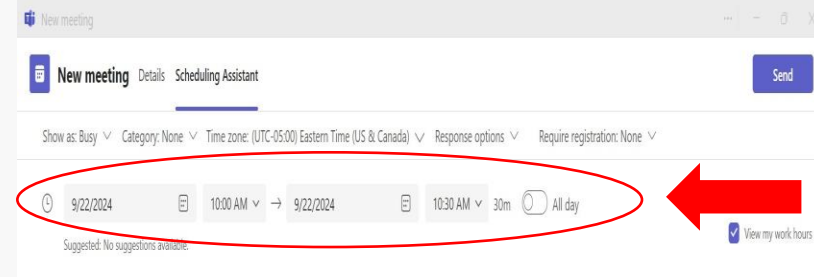 New meeting
New meeting Details Scheduling Assistant Send
Show as: Busy Category: None Time zone: (UTC-05:00) Eastern Time (US & Canada) Response options Require registration: None
9/22/2024 10:00 AM → 9/22/2024 10:30 AM 30m All day
View my work hours
Suggested: No suggestions available.